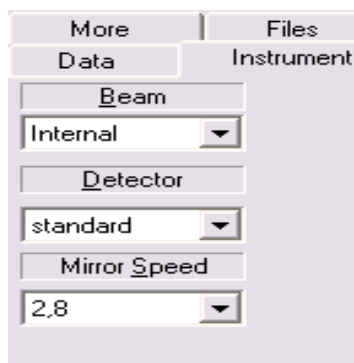 More Files
Data Instrument
Beam
Internal
Detector
standard
Mirror Speed
2,8